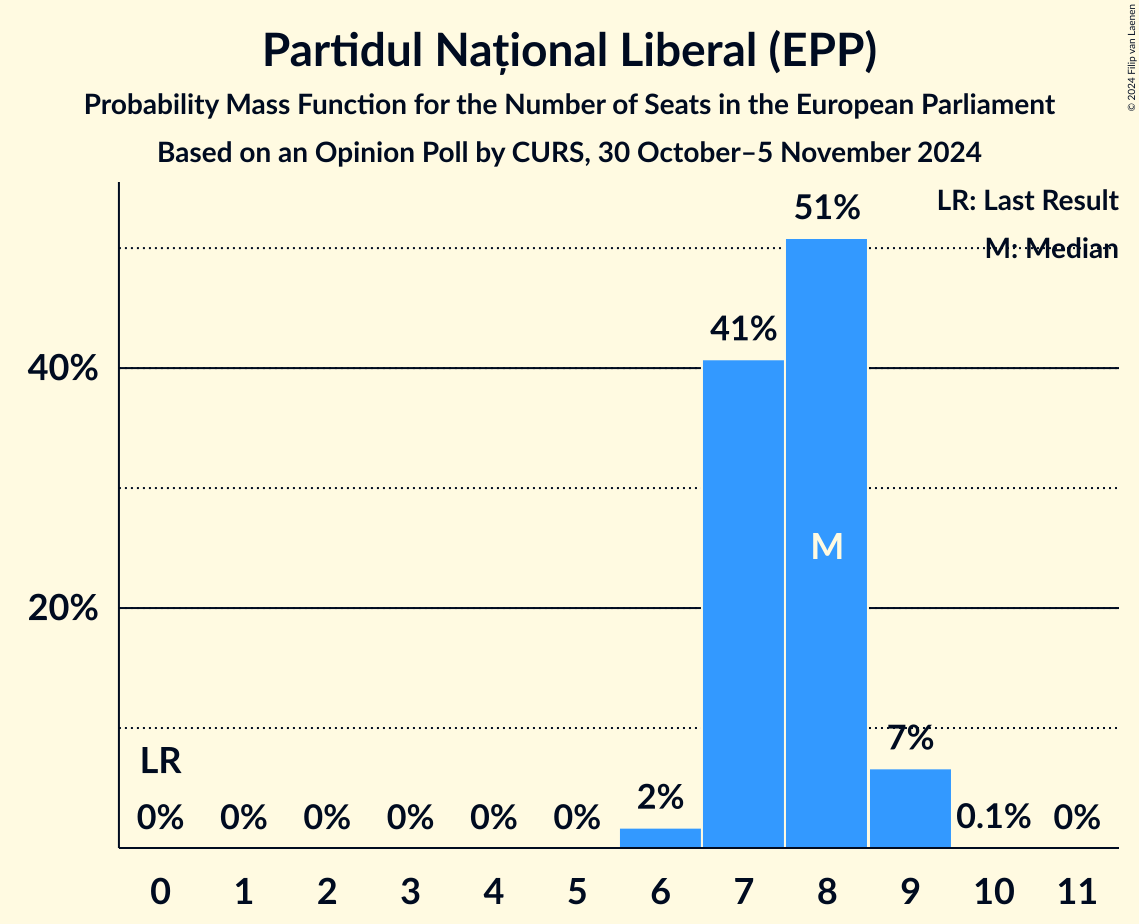 Partidul Național Liberal (EPP)
Probability Mass Function for the Number of Seats in the European Parliament
Based on an Opinion Poll by CURS, 30 October–5 November 2024
© 2024 Filip van Laenen
LR: Last Result
M: Median
51%
41%
40%
M
20%
LR
7%
2%
0% 0% 0% 0% 0% 0% 0.1% 0%
0 1 2 3 4 5 6 7 8 9 10 11